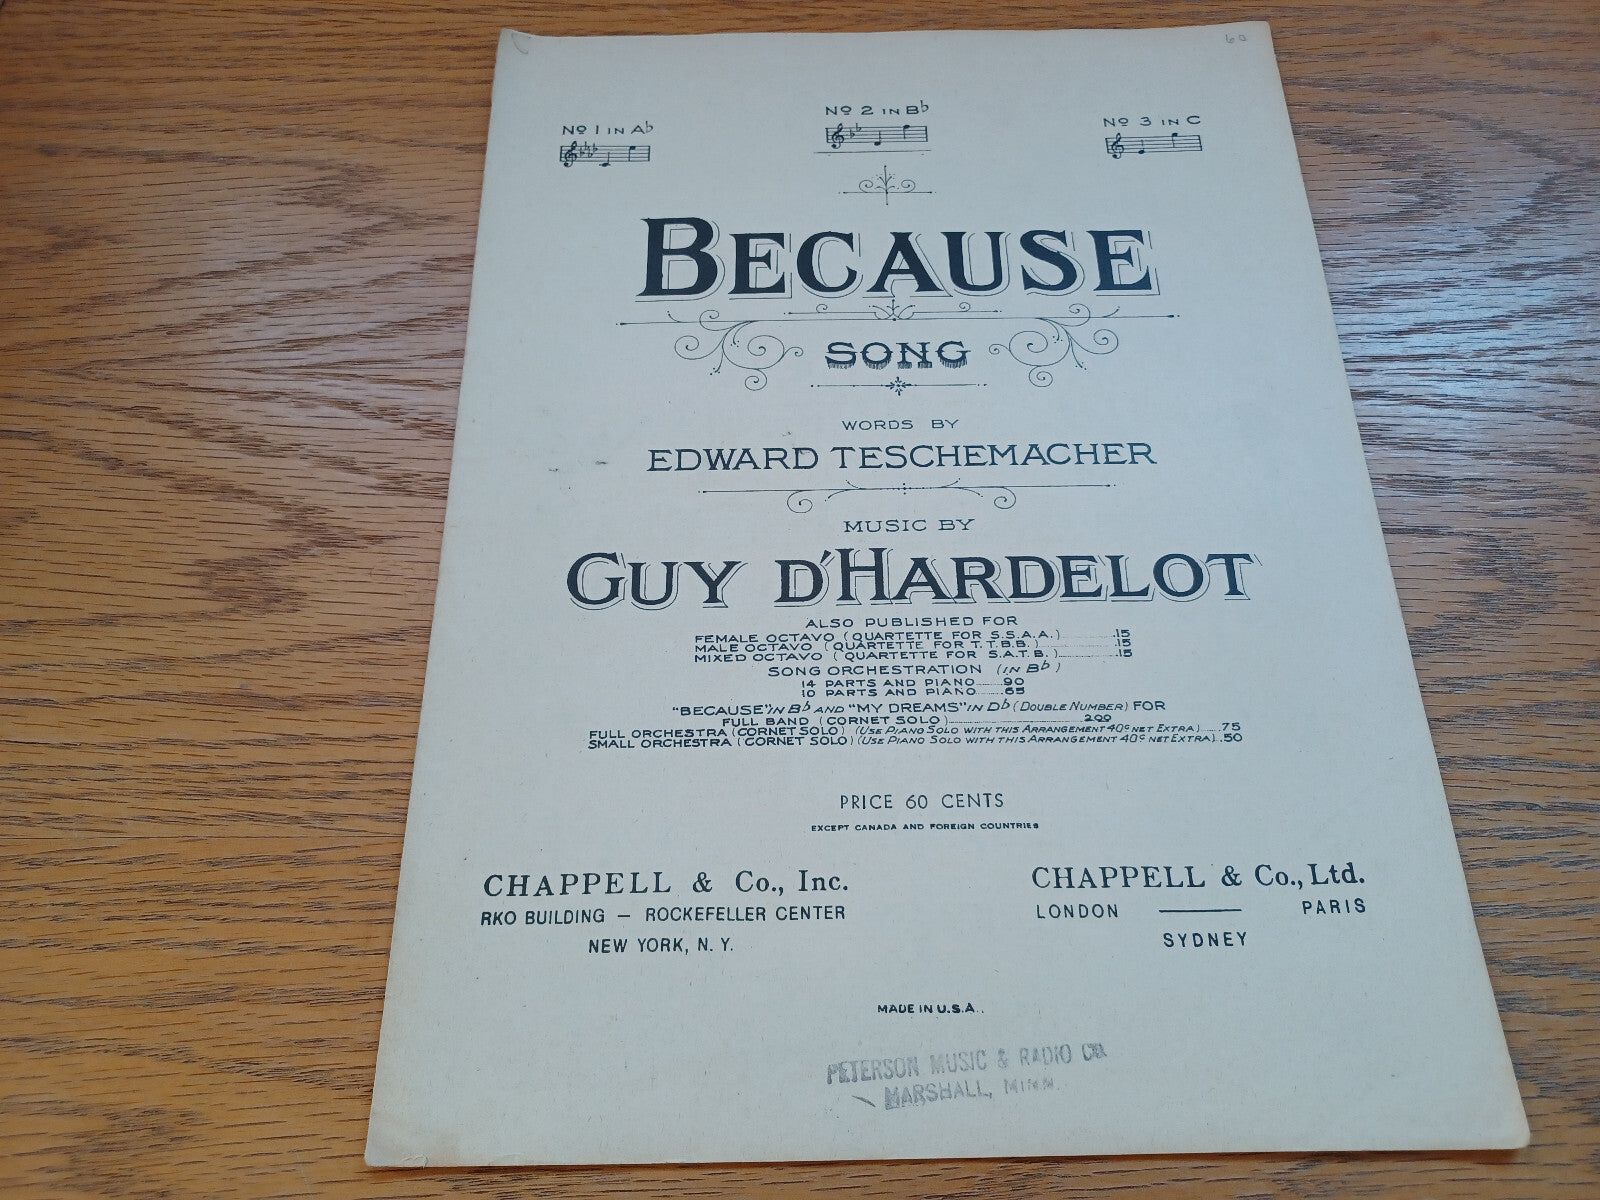 60
No 1 IN A♭
No 2 IN B♭
No 3 IN C
BECAUSE
SONG
WORDS BY
EDWARD TESCHEMACHER
MUSIC BY
GUY D'HARDELOT
ALSO PUBLISHED FOR
FEMALE OCTAVO (QUARTETTE FOR S.S.A.A.) .15
MALE OCTAVO (QUARTETTE FOR T.T.B.B.) .15
MIXED OCTAVO (QUARTETTE FOR S.A.T.B.) .15
SONG ORCHESTRATION (IN B♭)
14 PARTS AND PIANO .90
10 PARTS AND PIANO .65
"BECAUSE" IN B♭ AND "MY DREAMS" IN D♭ (DOUBLE NUMBER) FOR
FULL BAND (CORNET SOLO) 2.00
FULL ORCHESTRA (CORNET SOLO) (USE PIANO SOLO WITH THIS ARRANGEMENT 40¢ NET EXTRA) .75
SMALL ORCHESTRA (CORNET SOLO) (USE PIANO SOLO WITH THIS ARRANGEMENT 40¢ NET EXTRA) .50
PRICE 60 CENTS
EXCEPT CANADA AND FOREIGN COUNTRIES
CHAPPELL & Co., Inc.
RKO BUILDING — ROCKEFELLER CENTER
NEW YORK, N. Y.
CHAPPELL & Co., Ltd.
LONDON — PARIS
SYDNEY
MADE IN U.S.A.
PETERSON MUSIC & RADIO CO.
MARSHALL, MINN.